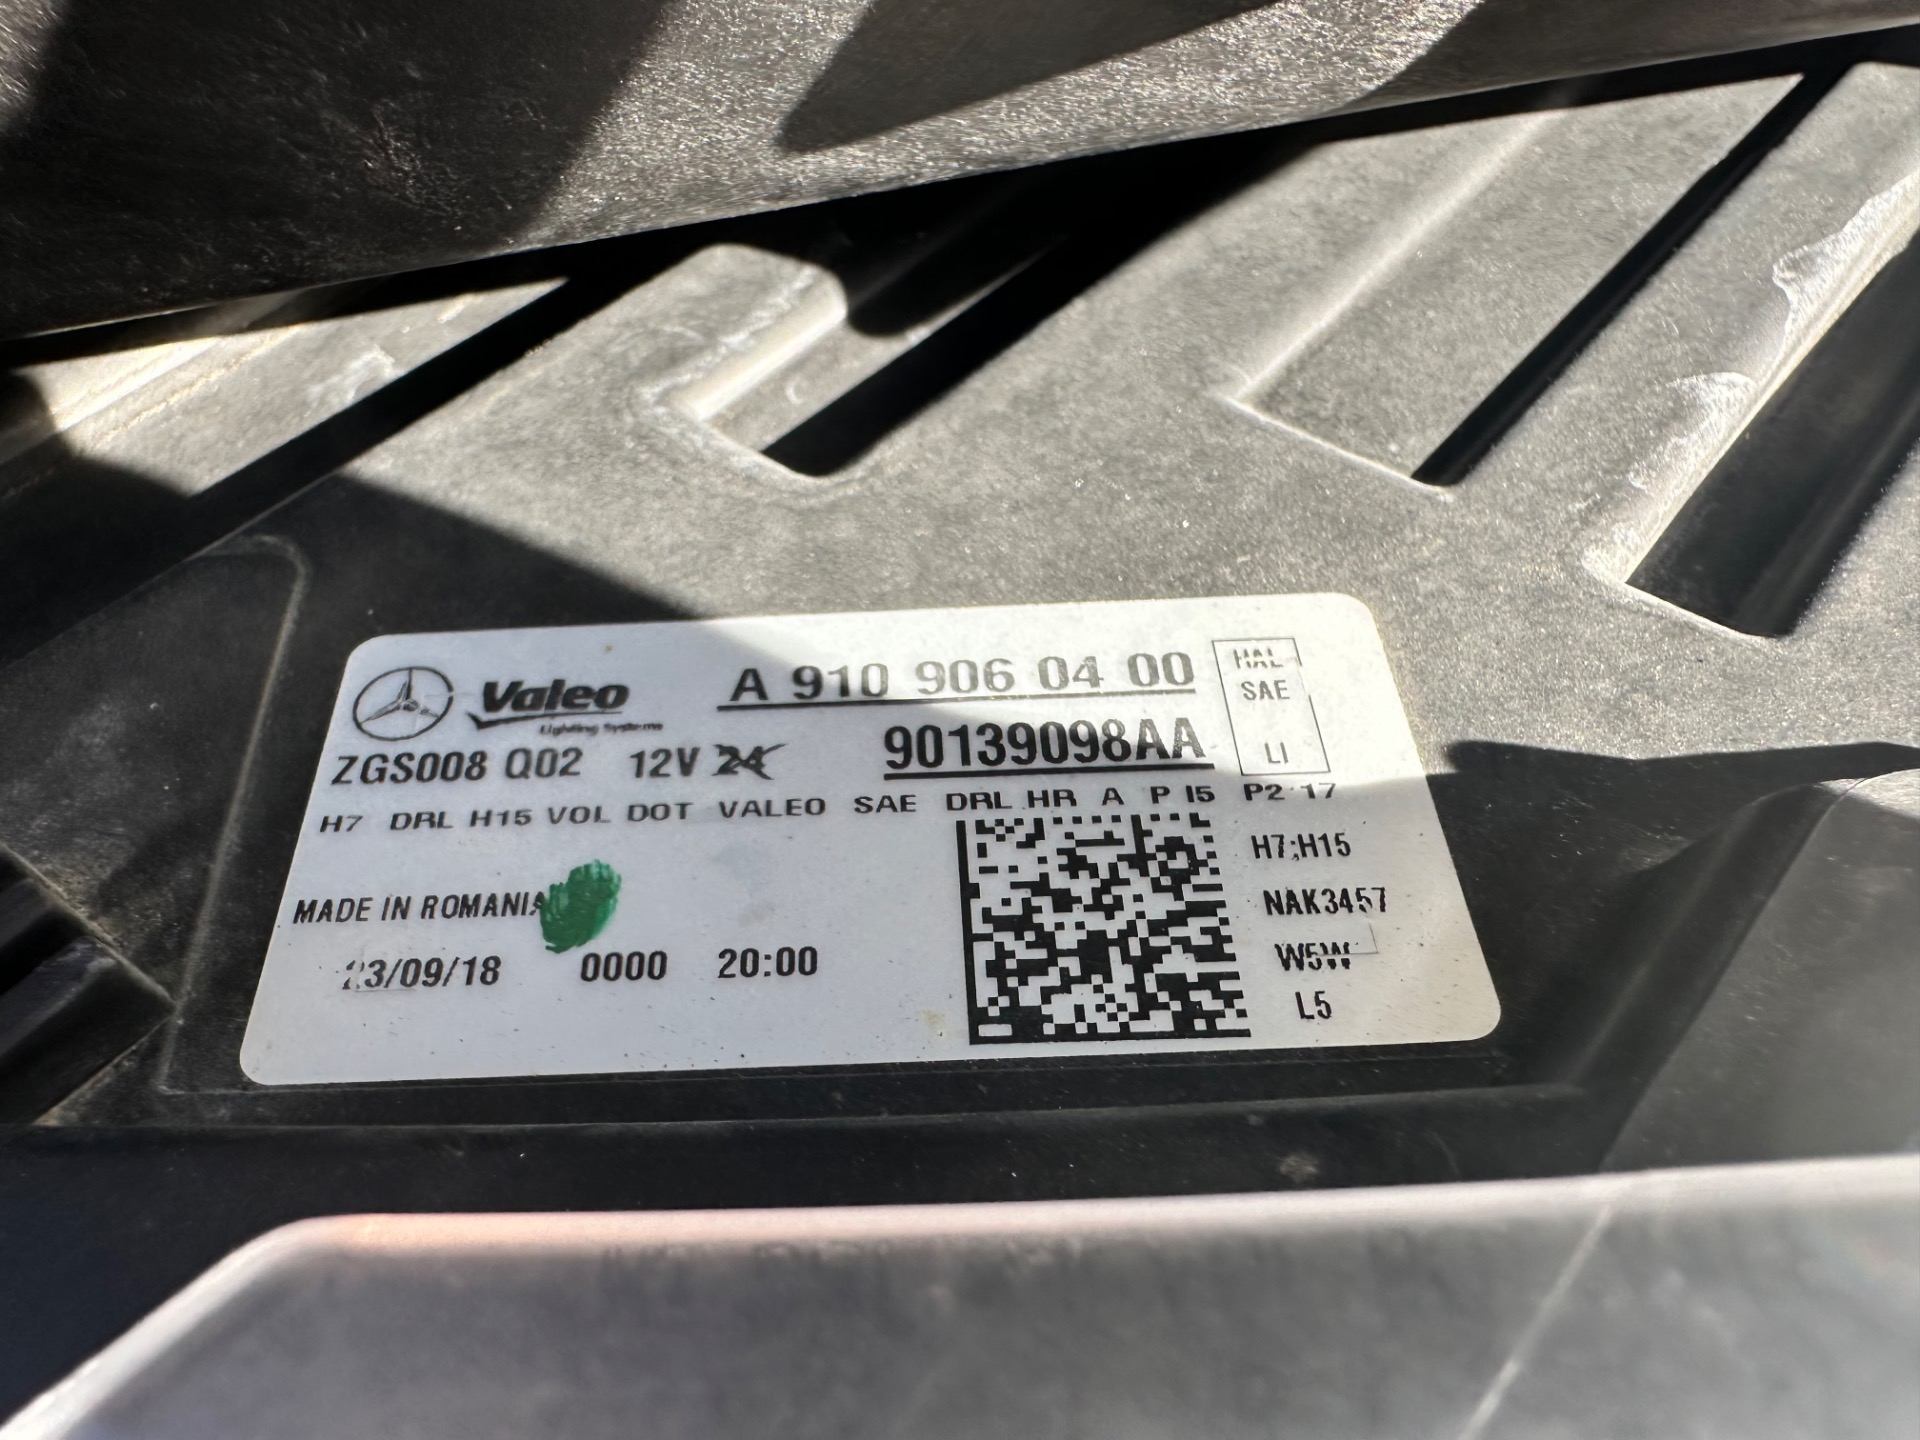 Valeo A 910 906 04 00 HAL
Lighting Systems SAE
ZGS008 Q02 12V 24 90139098AA LI
H7 DRL H15 VOL DOT VALEO SAE DRL HR A P I5 P2 17
H7;H15
MADE IN ROMANIA NAK3457
23/09/18 0000 20:00 W5W
L5